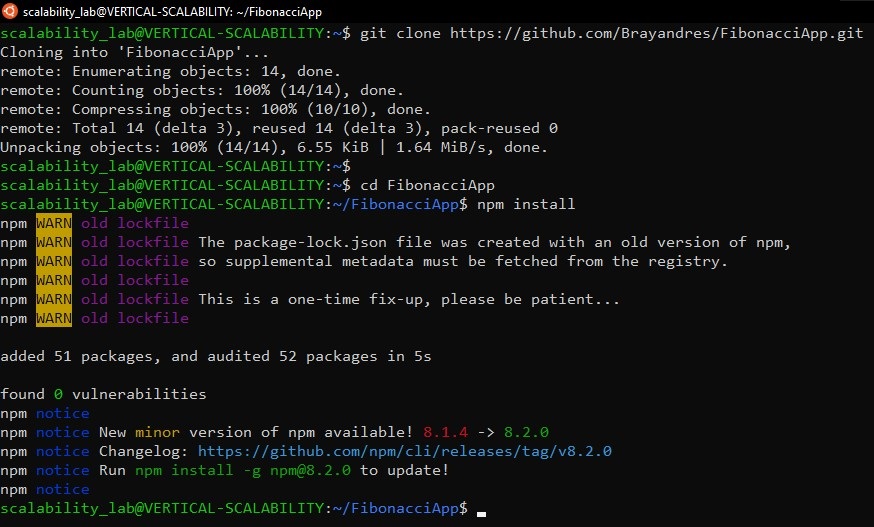 scalability_lab@VERTICAL-SCALABILITY: ~/FibonacciApp
scalability_lab@VERTICAL-SCALABILITY:~$ git clone https://github.com/Brayandres/FibonacciApp.git
Cloning into 'FibonacciApp'...
remote: Enumerating objects: 14, done.
remote: Counting objects: 100% (14/14), done.
remote: Compressing objects: 100% (10/10), done.
remote: Total 14 (delta 3), reused 14 (delta 3), pack-reused 0
Unpacking objects: 100% (14/14), 6.55 KiB | 1.64 MiB/s, done.
scalability_lab@VERTICAL-SCALABILITY:~$
scalability_lab@VERTICAL-SCALABILITY:~$ cd FibonacciApp
scalability_lab@VERTICAL-SCALABILITY:~/FibonacciApp$ npm install
npm WARN old lockfile
npm WARN old lockfile The package-lock.json file was created with an old version of npm,
npm WARN old lockfile so supplemental metadata must be fetched from the registry.
npm WARN old lockfile
npm WARN old lockfile This is a one-time fix-up, please be patient...
npm WARN old lockfile
added 51 packages, and audited 52 packages in 5s
found 0 vulnerabilities
npm notice
npm notice New minor version of npm available! 8.1.4 -> 8.2.0
npm notice Changelog: https://github.com/npm/cli/releases/tag/v8.2.0
npm notice Run npm install -g npm@8.2.0 to update!
npm notice
scalability_lab@VERTICAL-SCALABILITY:~/FibonacciApp$